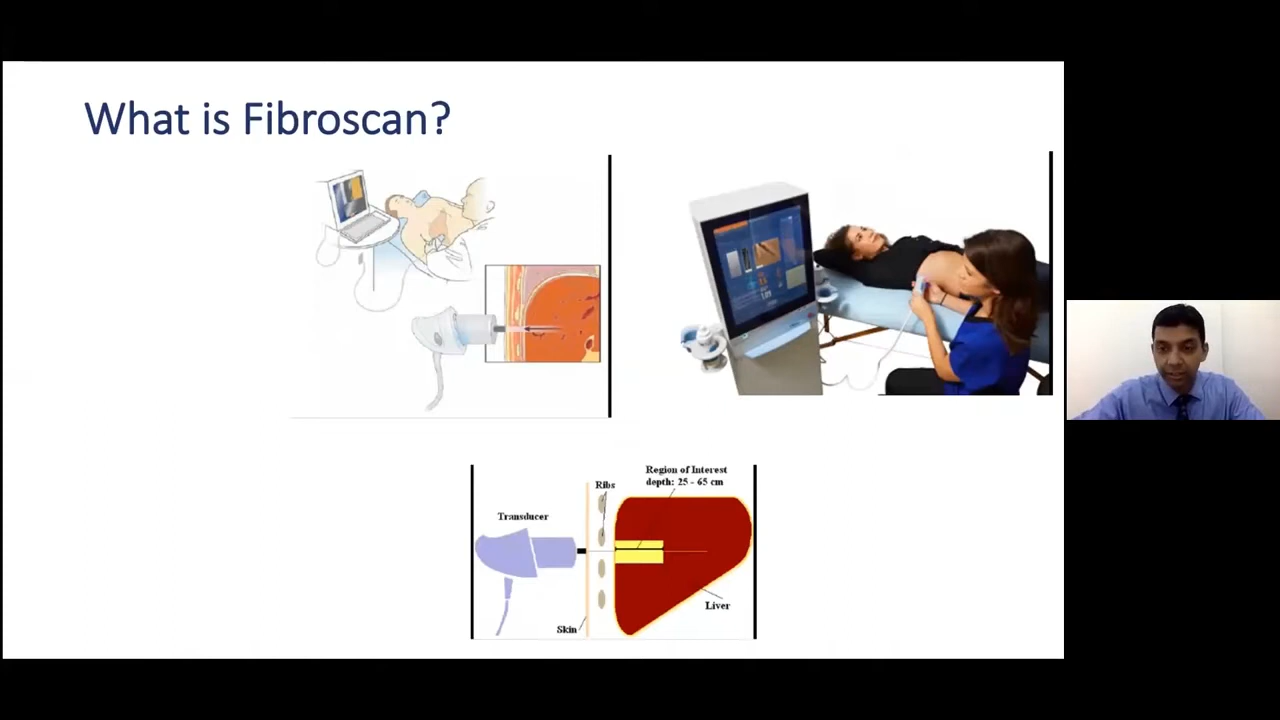 What is Fibroscan?
Region of Interest
depth: 25 - 65 cm
Ribs
Transducer
Liver
Skin